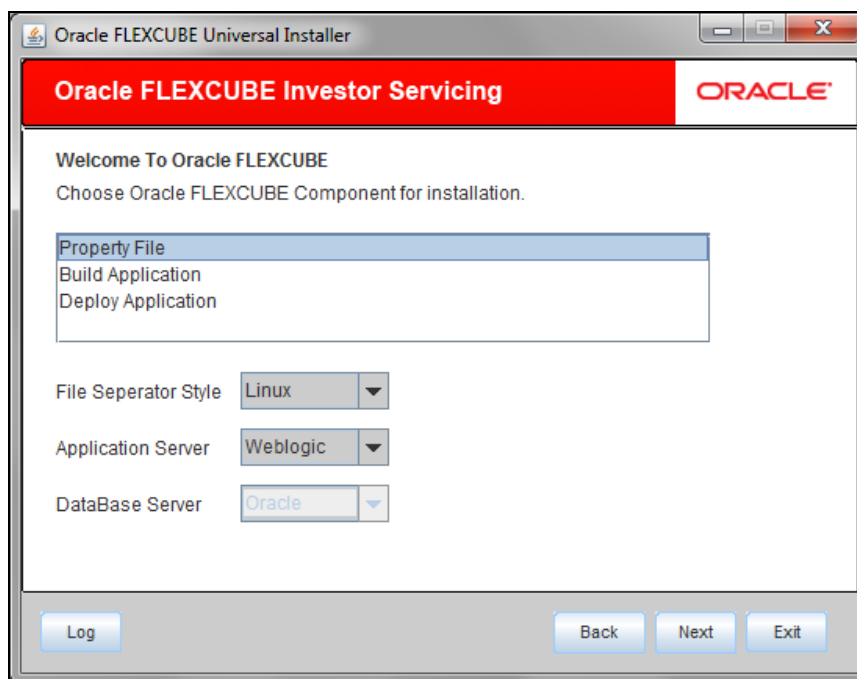 Oracle FLEXCUBE Universal Installer
Oracle FLEXCUBE Investor Servicing
ORACLE
Welcome To Oracle FLEXCUBE
Choose Oracle FLEXCUBE Component for installation.
Property File
Build Application
Deploy Application
File Seperator Style Linux
Application Server Weblogic
DataBase Server Oracle
Log Back Next Exit